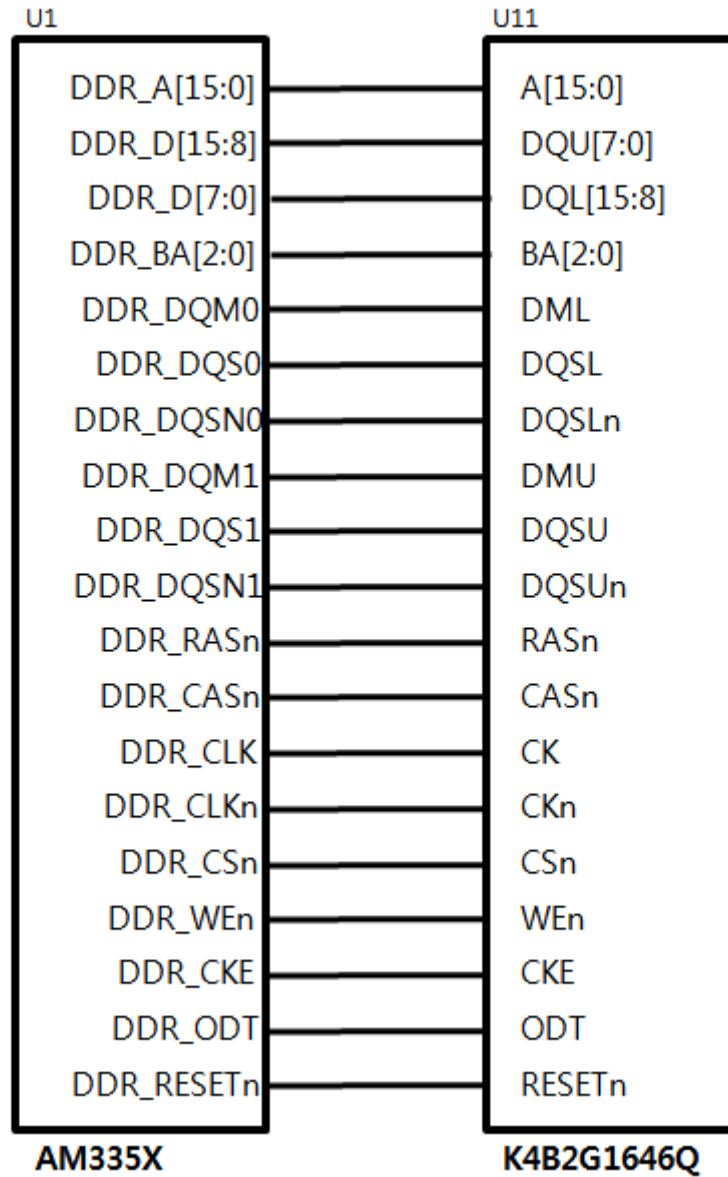 U1 U11
DDR_A[15:0] A[15:0]
DDR_D[15:8] DQU[7:0]
DDR_D[7:0] DQL[15:8]
DDR_BA[2:0] BA[2:0]
DDR_DQM0 DML
DDR_DQS0 DQSL
DDR_DQSN0 DQSLn
DDR_DQM1 DMU
DDR_DQS1 DQSU
DDR_DQSN1 DQSUn
DDR_RASn RASn
DDR_CASn CASn
DDR_CLK CK
DDR_CLKn CKn
DDR_CSn CSn
DDR_WEn WEn
DDR_CKE CKE
DDR_ODT ODT
DDR_RESETn RESETn
AM335X K4B2G1646Q